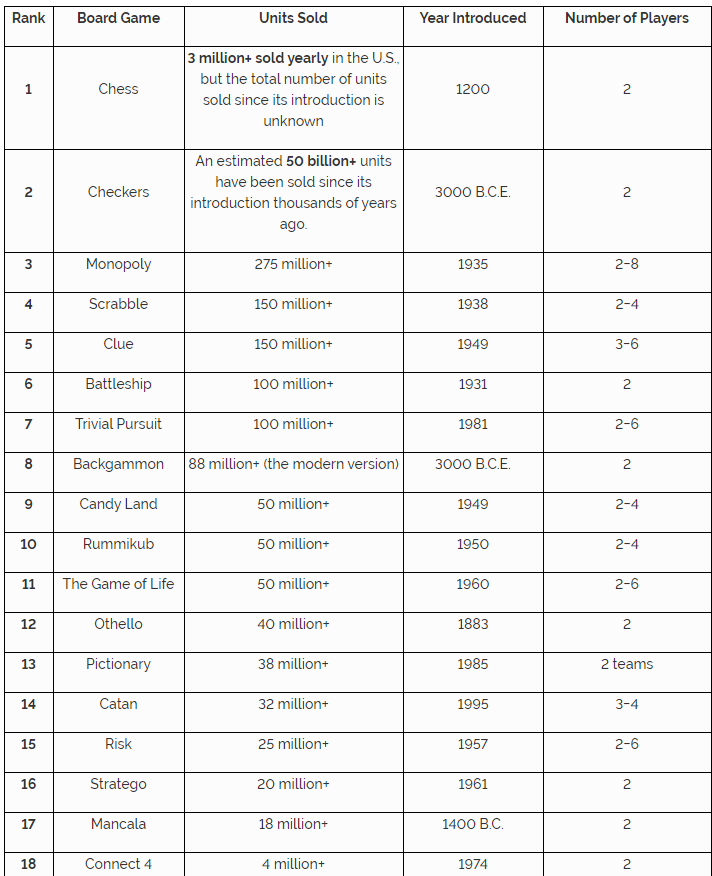 Rank Board Game Units Sold Year Introduced Number of Players
1 Chess 3 million+ sold yearly in the U.S., but the total number of units sold since its introduction is unknown 1200 2
2 Checkers An estimated 50 billion+ units have been sold since its introduction thousands of years ago. 3000 B.C.E. 2
3 Monopoly 275 million+ 1935 2-8
4 Scrabble 150 million+ 1938 2-4
5 Clue 150 million+ 1949 3-6
6 Battleship 100 million+ 1931 2
7 Trivial Pursuit 100 million+ 1981 2-6
8 Backgammon 88 million+ (the modern version) 3000 B.C.E. 2
9 Candy Land 50 million+ 1949 2-4
10 Rummikub 50 million+ 1950 2-4
11 The Game of Life 50 million+ 1960 2-6
12 Othello 40 million+ 1883 2
13 Pictionary 38 million+ 1985 2 teams
14 Catan 32 million+ 1995 3-4
15 Risk 25 million+ 1957 2-6
16 Stratego 20 million+ 1961 2
17 Mancala 18 million+ 1400 B.C. 2
18 Connect 4 4 million+ 1974 2